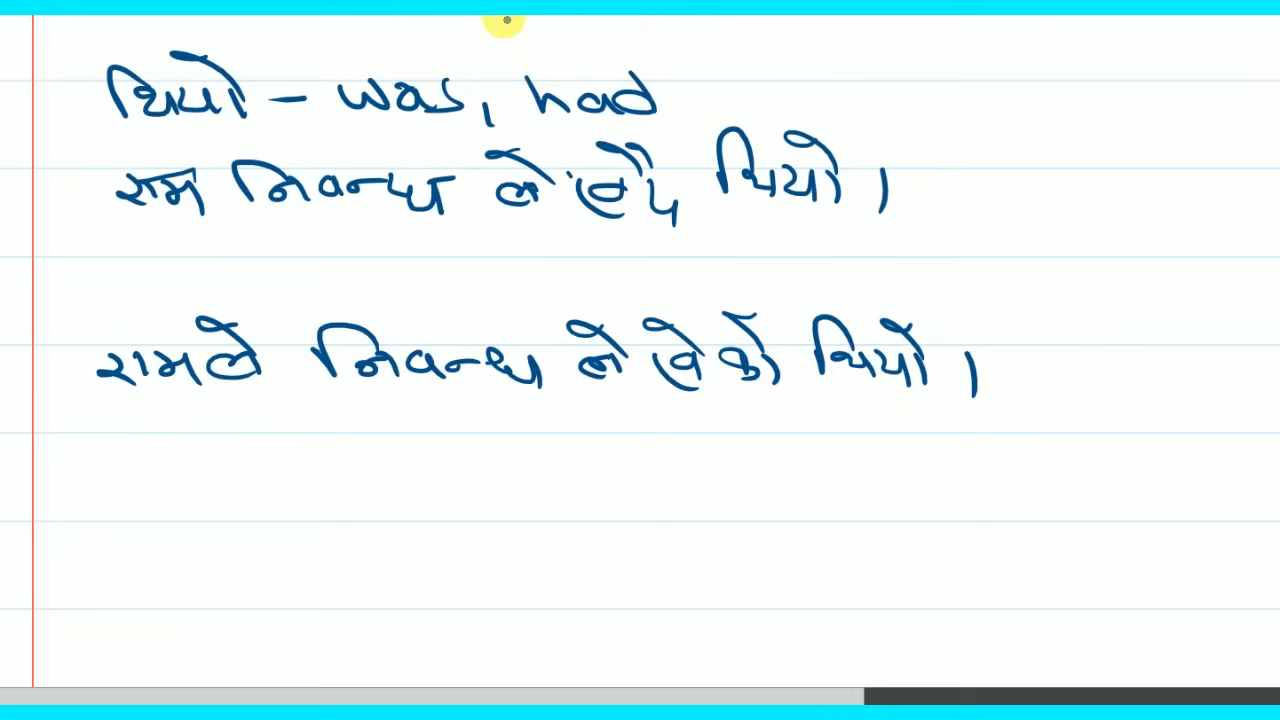 थियो - was, had
राम निबन्ध लेख्दै थियो ।
रामले निबन्ध लेखेको थियो ।